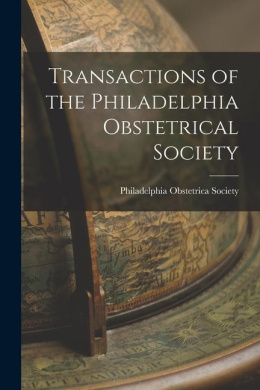 Transactions of
the Philadelphia
Obstetrical
Society
Philadelphia Obstetrica Society